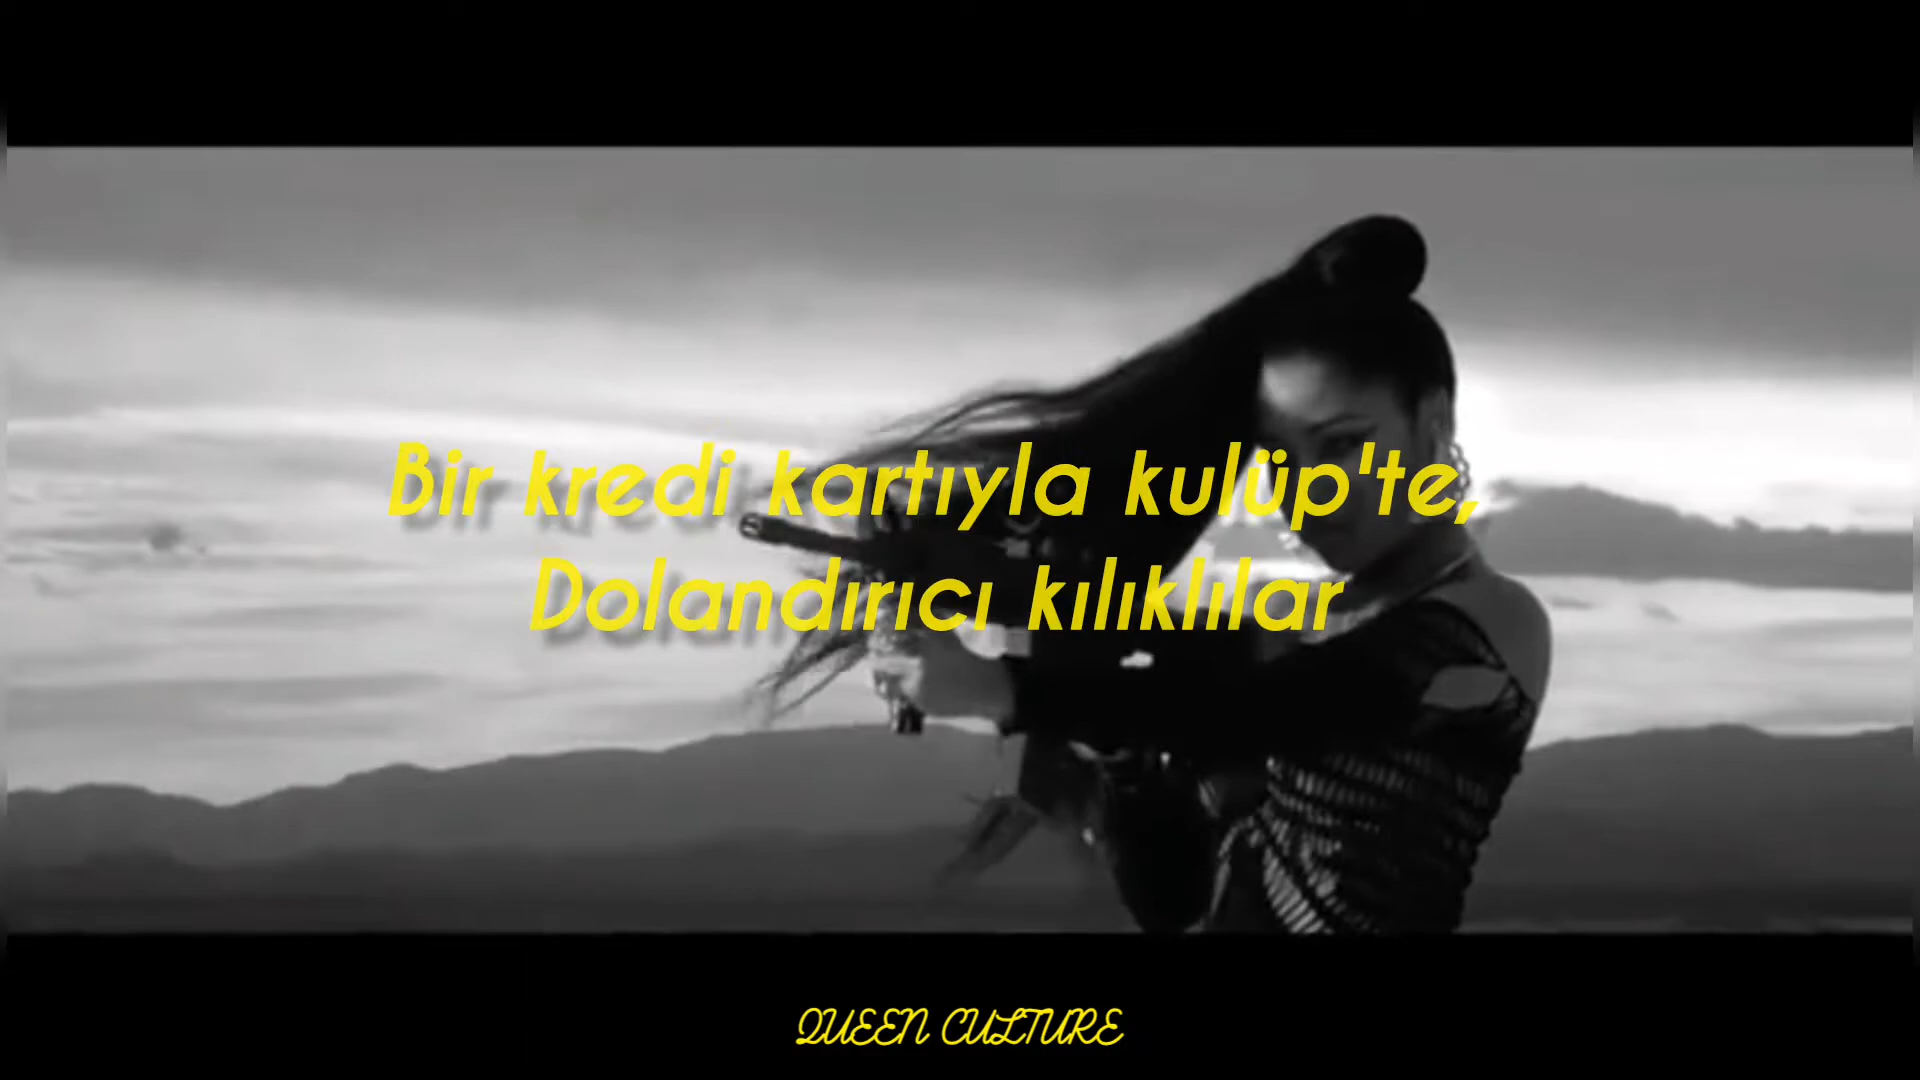 Bir kredi kartıyla kulüp'te,
Dolandırıcı kılıklılar
QUEEN CULTURE